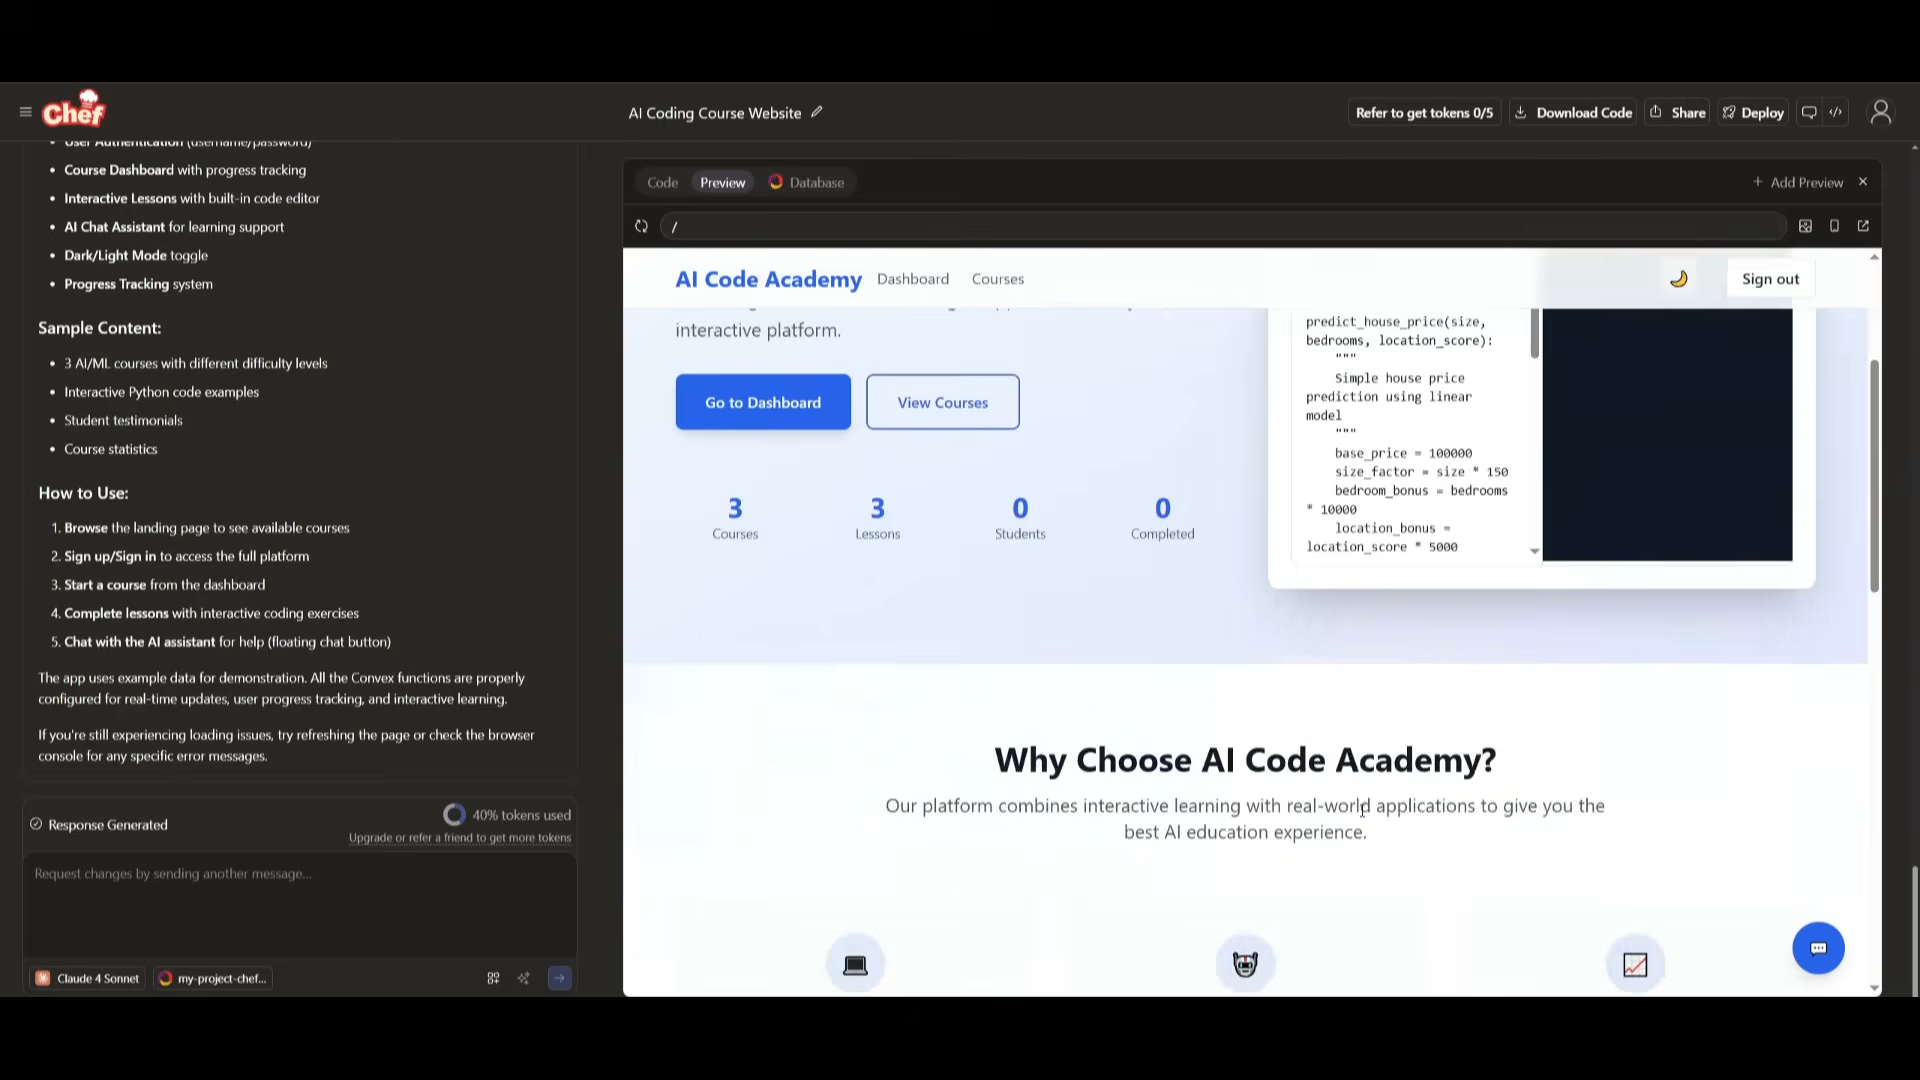 Chef
AI Coding Course Website
Refer to get tokens 0/5
Download Code
Share
Deploy
User Authentication (username/password)
Course Dashboard with progress tracking
Interactive Lessons with built-in code editor
AI Chat Assistant for learning support
Dark/Light Mode toggle
Progress Tracking system
Sample Content:
3 AI/ML courses with different difficulty levels
Interactive Python code examples
Student testimonials
Course statistics
How to Use:
1. Browse the landing page to see available courses
2. Sign up/Sign in to access the full platform
3. Start a course from the dashboard
4. Complete lessons with interactive coding exercises
5. Chat with the AI assistant for help (floating chat button)
The app uses example data for demonstration. All the Convex functions are properly
configured for real-time updates, user progress tracking, and interactive learning.
If you're still experiencing loading issues, try refreshing the page or check the browser
console for any specific error messages.
Response Generated
40% tokens used
Upgrade or refer a friend to get more tokens
Request changes by sending another message...
Claude 4 Sonnet
my-project-chef...
Code
Preview
Database
+ Add Preview
/
AI Code Academy
Dashboard
Courses
Sign out
interactive platform.
Go to Dashboard
View Courses
3
Courses
3
Lessons
0
Students
0
Completed
predict_house_price(size,
bedrooms, location_score):
"""
Simple house price
prediction using linear
model
"""
base_price = 100000
size_factor = size * 150
bedroom_bonus = bedrooms
* 10000
location_bonus =
location_score * 5000
Why Choose AI Code Academy?
Our platform combines interactive learning with real-world applications to give you the
best AI education experience.